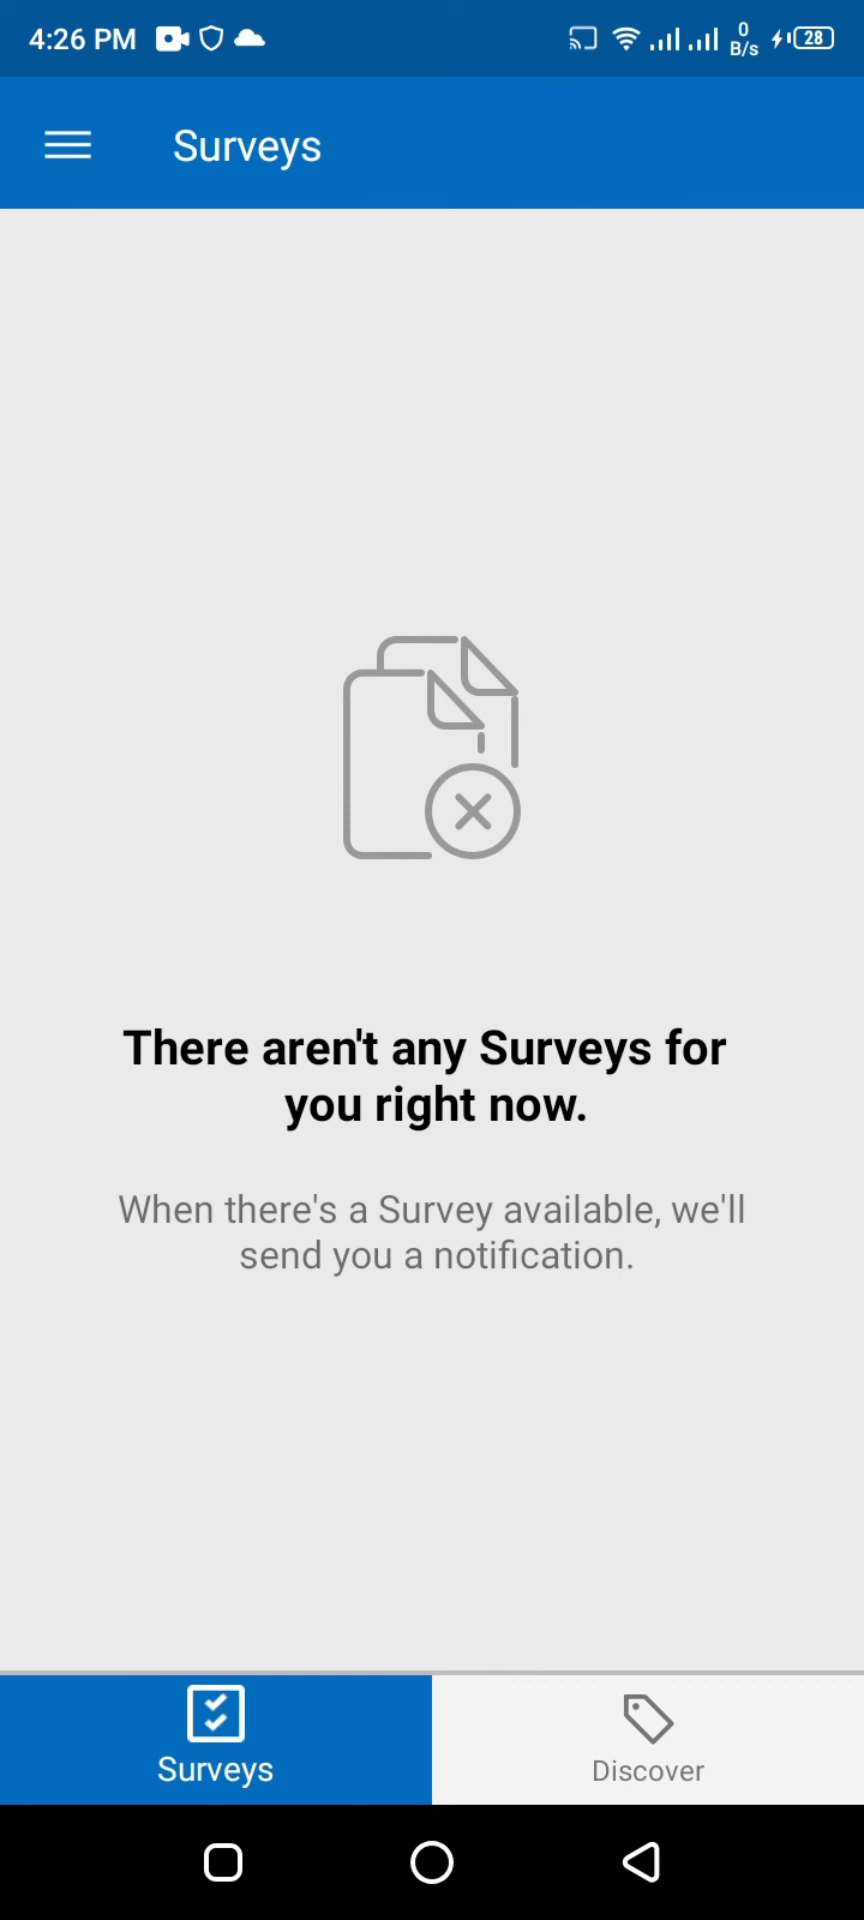 4:26 PM
0
B/s
28
Surveys
There aren't any Surveys for
you right now.
When there's a Survey available, we'll
send you a notification.
Surveys
Discover